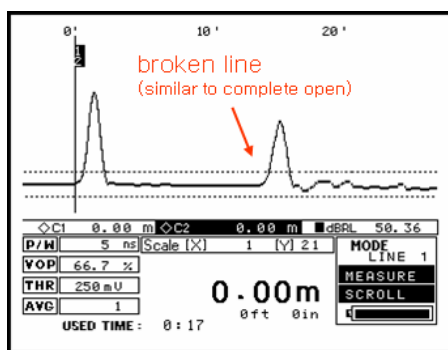 0' 10' 20'
1
2
broken line
(similar to complete open)
◇C1 0.00 m ◇C2 0.00 m ■dBRL 50.36
P/W 5 ns Scale [X] 1 [Y] 21 MODE
LINE 1
VOP 66.7 % MEASURE
THR 250mV 0.00m SCROLL
AVG 1 0ft 0in
USED TIME: 0:17